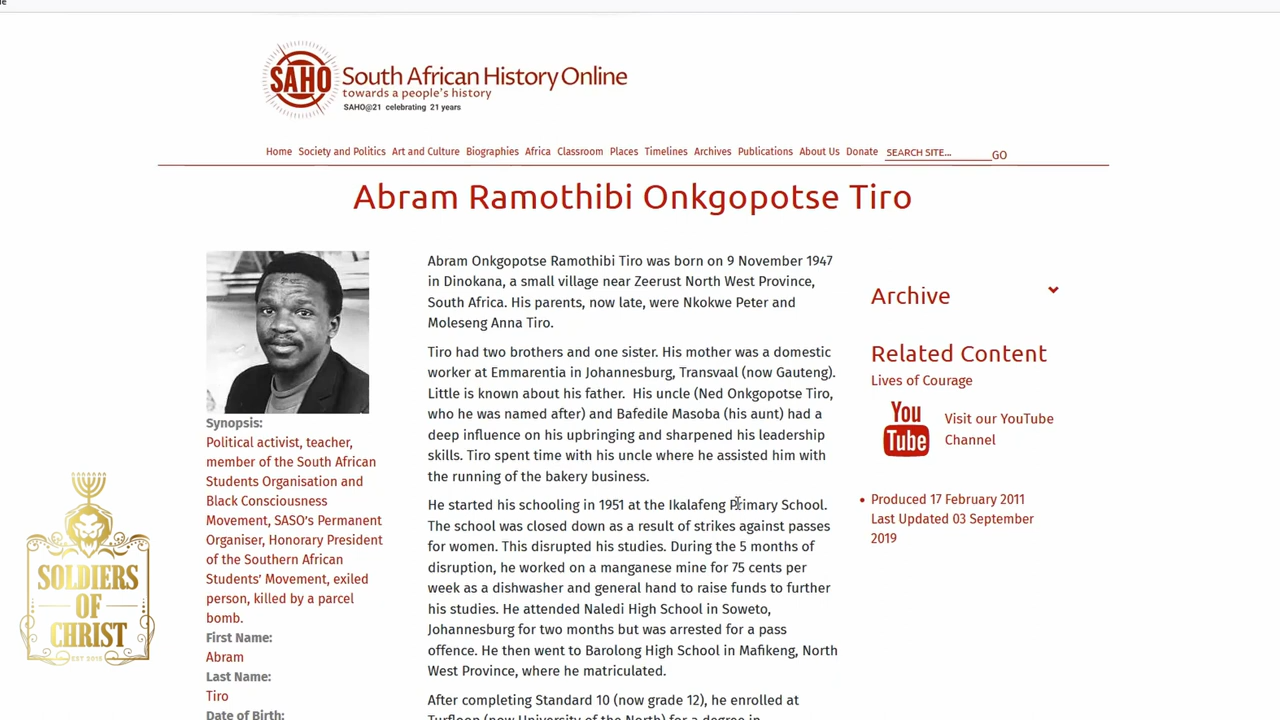 SAHO South African History Online
towards a people's history
SAHO@21 celebrating 21 years
Home Society and Politics Art and Culture Biographies Africa Classroom Places Timelines Archives Publications About Us Donate SEARCH SITE... GO
Abram Ramothibi Onkgopotse Tiro
Synopsis:
Political activist, teacher,
member of the South African
Students Organisation and
Black Consciousness
Movement, SASO's Permanent
Organiser, Honorary President
of the Southern African
Students' Movement, exiled
person, killed by a parcel
bomb.
First Name:
Abram
Last Name:
Tiro
Date of Birth:
Abram Onkgopotse Ramothibi Tiro was born on 9 November 1947
in Dinokana, a small village near Zeerust North West Province,
South Africa. His parents, now late, were Nkokwe Peter and
Moleseng Anna Tiro.
Tiro had two brothers and one sister. His mother was a domestic
worker at Emmarentia in Johannesburg, Transvaal (now Gauteng).
Little is known about his father. His uncle (Ned Onkgopotse Tiro,
who he was named after) and Bafedile Masoba (his aunt) had a
deep influence on his upbringing and sharpened his leadership
skills. Tiro spent time with his uncle where he assisted him with
the running of the bakery business.
He started his schooling in 1951 at the Ikalafeng Primary School.
The school was closed down as a result of strikes against passes
for women. This disrupted his studies. During the 5 months of
disruption, he worked on a manganese mine for 75 cents per
week as a dishwasher and general hand to raise funds to further
his studies. He attended Naledi High School in Soweto,
Johannesburg for two months but was arrested for a pass
offence. He then went to Barolong High School in Mafikeng, North
West Province, where he matriculated.
After completing Standard 10 (now grade 12), he enrolled at
Turfloop (now University of the North) for a degree in
Archive
Related Content
Lives of Courage
You
Tube
Visit our YouTube
Channel
Produced 17 February 2011
Last Updated 03 September
2019
SOLDIERS
OF
CHRIST
EST 2015